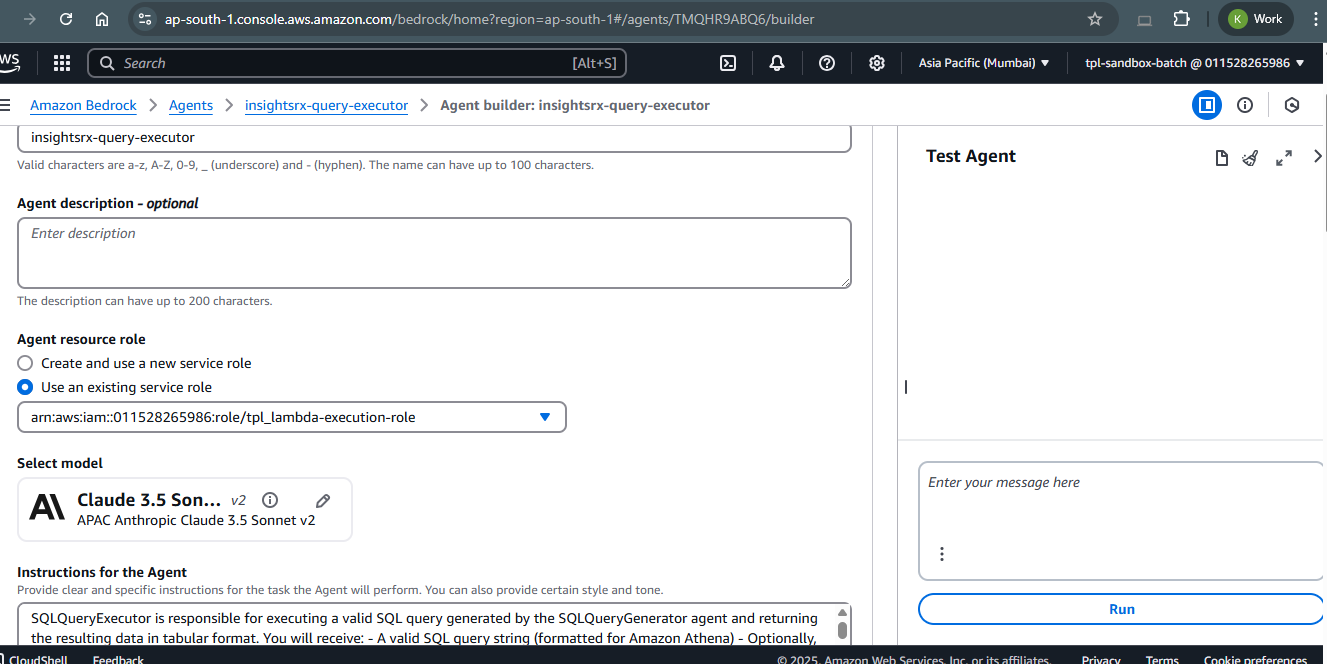 ap-south-1.console.aws.amazon.com/bedrock/home?region=ap-south-1#/agents/TMQHR9ABQ6/builder
K Work
Search [Alt+S]
Asia Pacific (Mumbai) ▼
tpl-sandbox-batch @ 011528265986 ▼
Amazon Bedrock > Agents > insightsrx-query-executor > Agent builder: insightsrx-query-executor
insightsrx-query-executor
Valid characters are a-z, A-Z, 0-9, _ (underscore) and - (hyphen). The name can have up to 100 characters.
Agent description - optional
Enter description
The description can have up to 200 characters.
Agent resource role
Create and use a new service role
Use an existing service role
arn:aws:iam::011528265986:role/tpl_lambda-execution-role
Select model
Claude 3.5 Son... v2
APAC Anthropic Claude 3.5 Sonnet v2
Instructions for the Agent
Provide clear and specific instructions for the task the Agent will perform. You can also provide certain style and tone.
SQLQueryExecutor is responsible for executing a valid SQL query generated by the SQLQueryGenerator agent and returning
the resulting data in tabular format. You will receive: - A valid SQL query string (formatted for Amazon Athena) - Optionally,
Test Agent
Enter your message here
Run
CloudShell Feedback
© 2025, Amazon Web Services, Inc. or its affiliates. Privacy Terms Cookie preferences